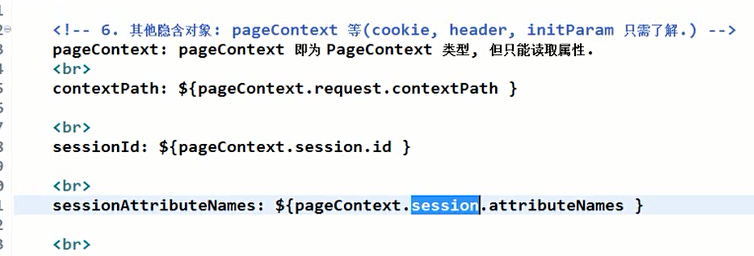 <!-- 6. 其他隐含对象: pageContext 等(cookie, header, initParam 只需了解.) -->
pageContext: pageContext 即为 PageContext 类型, 但只能读取属性.
<br>
contextPath: ${pageContext.request.contextPath }
<br>
sessionId: ${pageContext.session.id }
<br>
sessionAttributeNames: ${pageContext.session.attributeNames }
<br>